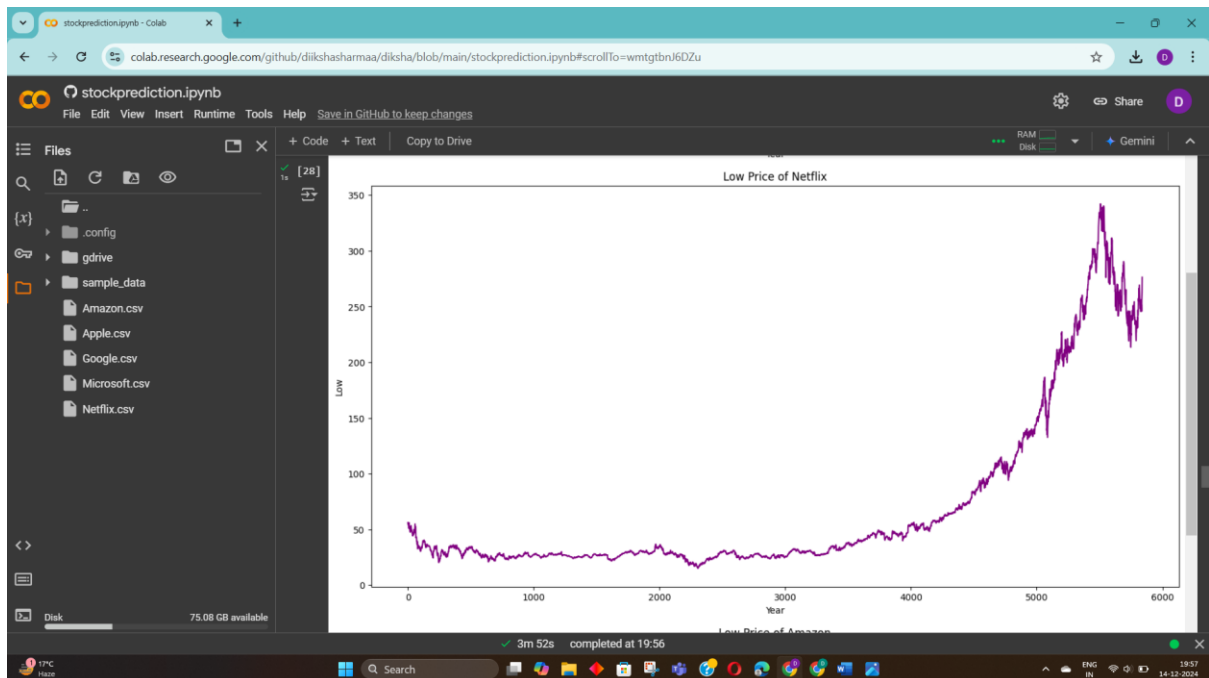 stockprediction.ipynb - Colab
colab.research.google.com/github/diikshasharmaa/diksha/blob/main/stockprediction.ipynb#scrollTo=wmtgtbnJ6DZu
D
CO
stockprediction.ipynb
File Edit View Insert Runtime Tools Help Save in GitHub to keep changes
Share
D
Files
+ Code + Text Copy to Drive
RAM
Disk
Gemini
{x}
..
.config
gdrive
sample_data
Amazon.csv
Apple.csv
Google.csv
Microsoft.csv
Netflix.csv
<>
Disk 75.08 GB available
[28]
1s
Year
Low Price of Netflix
350
300
250
200
150
100
50
0
Low
0 1000 2000 3000 4000 5000 6000
Year
Low Price of Amazon
3m 52s completed at 19:56
1
17°C
Haze
Search
ENG
IN
19:57
14-12-2024